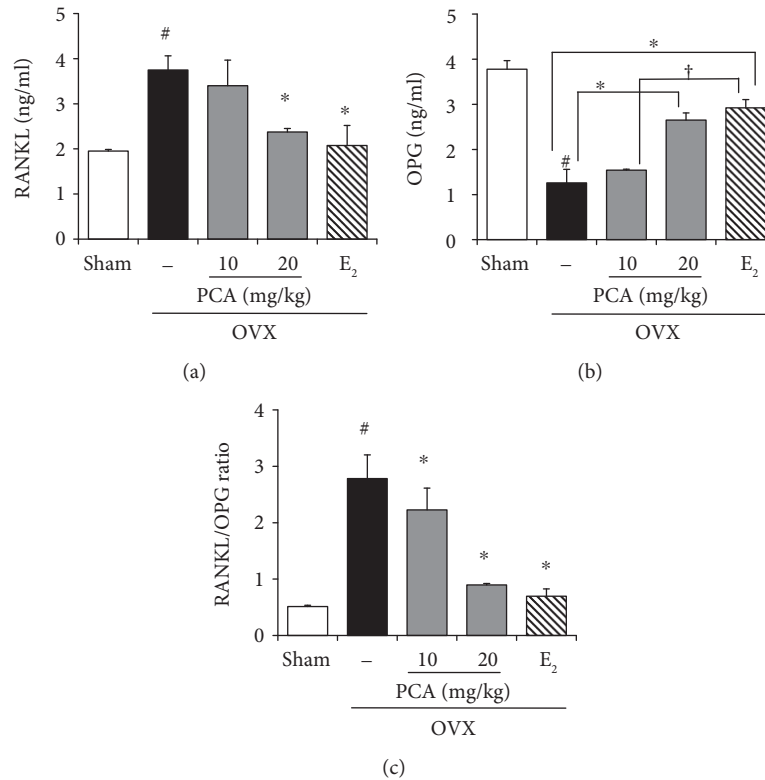 RANKL (ng/ml)
5
4
3
2
1
0
#
*
*
Sham
–
10
20
E₂
PCA (mg/kg)
OVX
(a)
OPG (ng/ml)
5
4
3
2
1
0
*
†
*
#
Sham
–
10
20
E₂
PCA (mg/kg)
OVX
(b)
RANKL/OPG ratio
4
3
2
1
0
#
*
*
*
Sham
–
10
20
E₂
PCA (mg/kg)
OVX
(c)